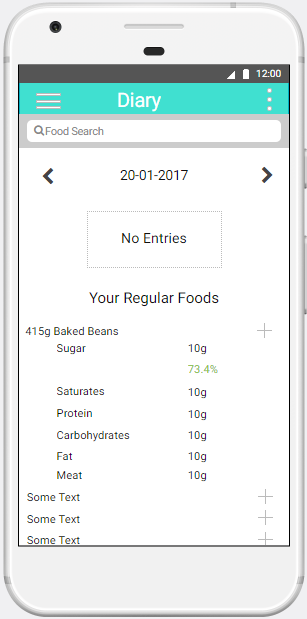 12:00
Diary
Food Search
20-01-2017
No Entries
Your Regular Foods
415g Baked Beans
Sugar 10g
73.4%
Saturates 10g
Protein 10g
Carbohydrates 10g
Fat 10g
Meat 10g
Some Text
Some Text
Some Text